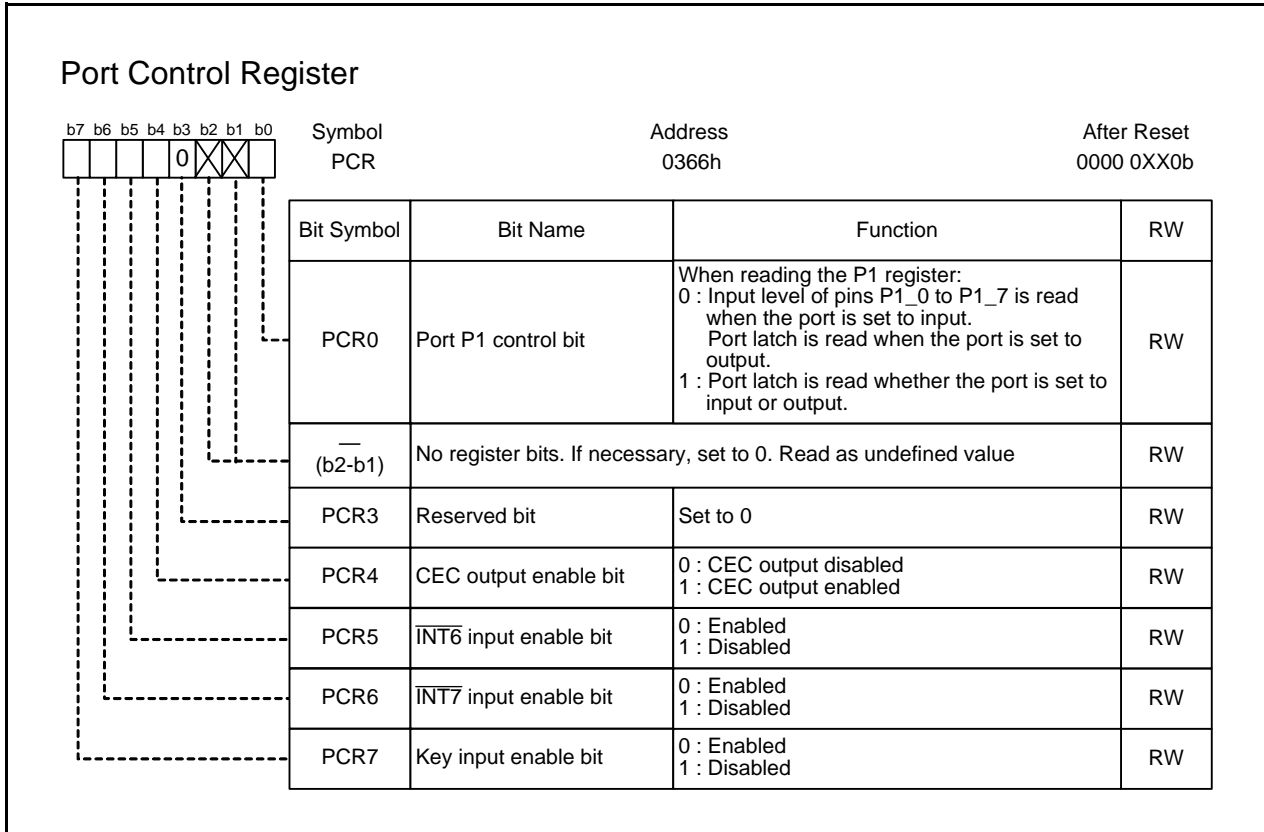 Port Control Register
b7 b6 b5 b4 b3 b2 b1 b0
Symbol Address After Reset
0
PCR 0366h 0000 0XX0b
Bit Symbol Bit Name Function RW
PCR0 Port P1 control bit
When reading the P1 register:
0 : Input level of pins P1_0 to P1_7 is read
when the port is set to input.
Port latch is read when the port is set to
output.
1 : Port latch is read whether the port is set to
input or output.
RW
—
(b2-b1)
No register bits. If necessary, set to 0. Read as undefined value RW
PCR3 Reserved bit Set to 0 RW
PCR4 CEC output enable bit
0 : CEC output disabled
1 : CEC output enabled
RW
PCR5 INT6 input enable bit
0 : Enabled
1 : Disabled
RW
PCR6 INT7 input enable bit
0 : Enabled
1 : Disabled
RW
PCR7 Key input enable bit
0 : Enabled
1 : Disabled
RW